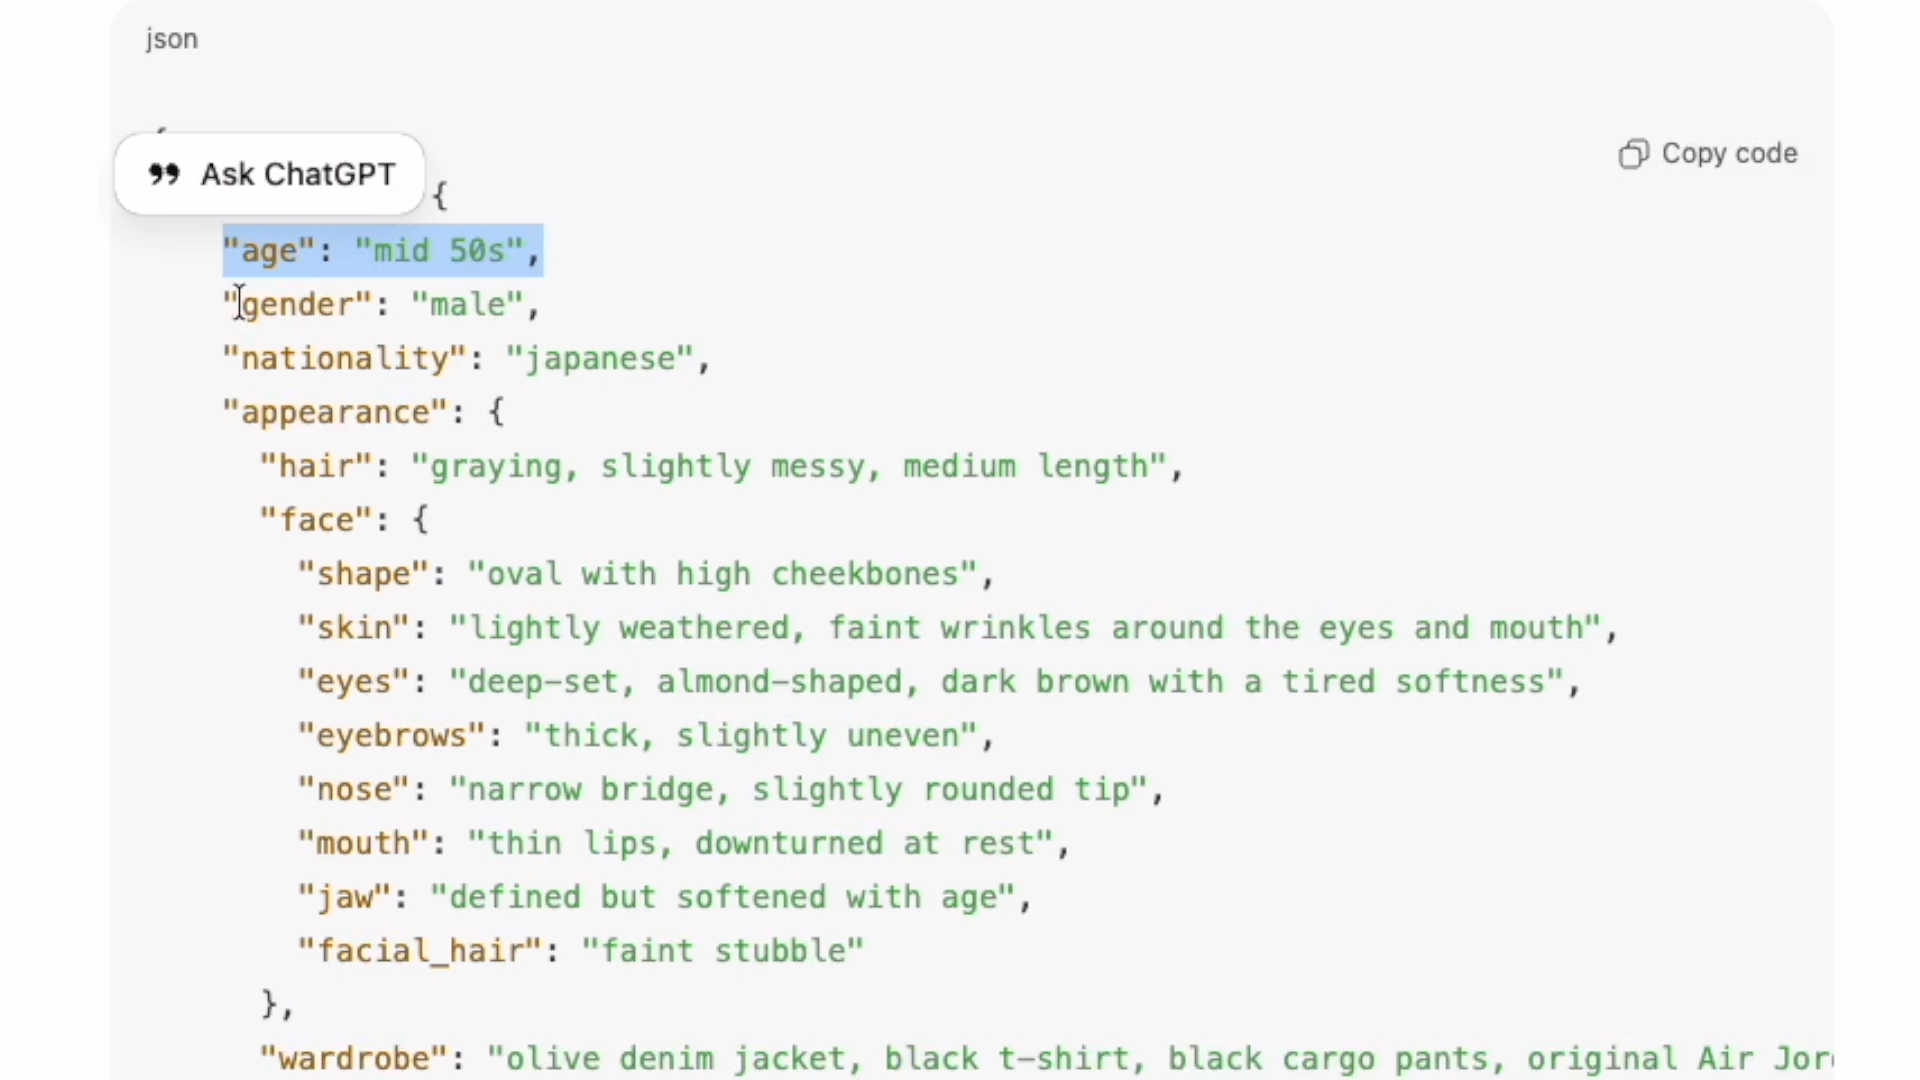 json
Copy code
❞ Ask ChatGPT
{
"age": "mid 50s",
"gender": "male",
"nationality": "japanese",
"appearance": {
"hair": "graying, slightly messy, medium length",
"face": {
"shape": "oval with high cheekbones",
"skin": "lightly weathered, faint wrinkles around the eyes and mouth",
"eyes": "deep-set, almond-shaped, dark brown with a tired softness",
"eyebrows": "thick, slightly uneven",
"nose": "narrow bridge, slightly rounded tip",
"mouth": "thin lips, downturned at rest",
"jaw": "defined but softened with age",
"facial_hair": "faint stubble"
},
"wardrobe": "olive denim jacket, black t-shirt, black cargo pants, original Air